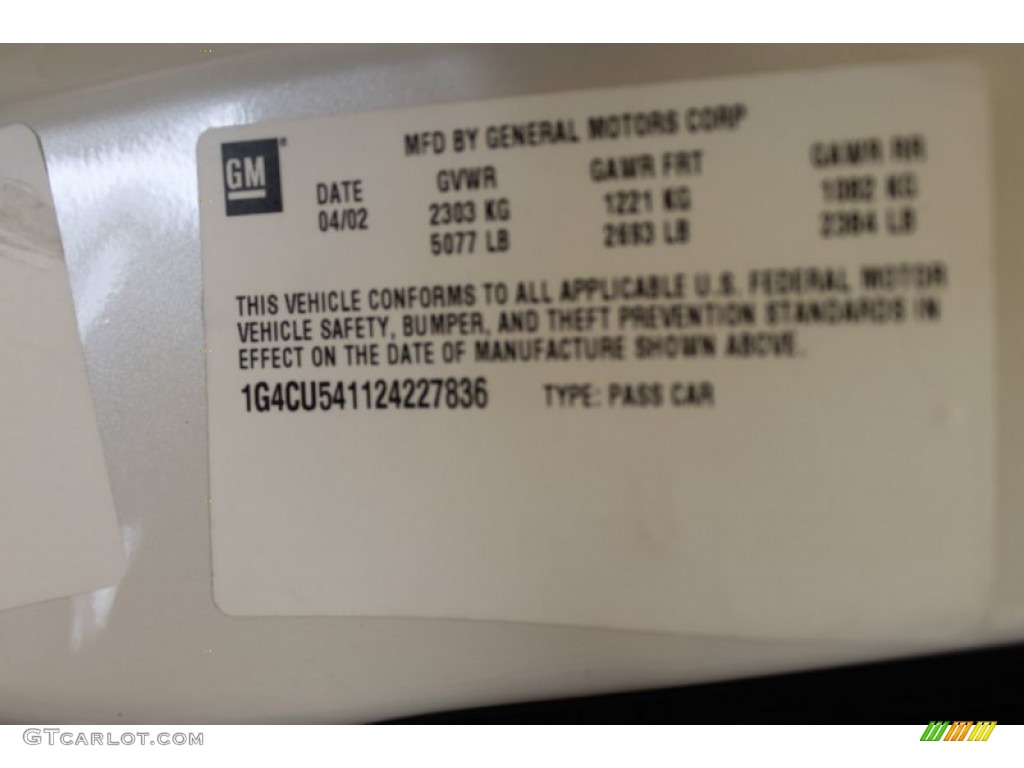 MFD BY GENERAL MOTORS CORP
GM
DATE GVWR GAWR FRT GAWR RR
04/02 2303 KG 1221 KG 1082 KG
5077 LB 2693 LB 2384 LB
THIS VEHICLE CONFORMS TO ALL APPLICABLE U.S. FEDERAL MOTOR
VEHICLE SAFETY, BUMPER, AND THEFT PREVENTION STANDARDS IN
EFFECT ON THE DATE OF MANUFACTURE SHOWN ABOVE.
1G4CU541124227836 TYPE: PASS CAR
GTCARLOT.COM